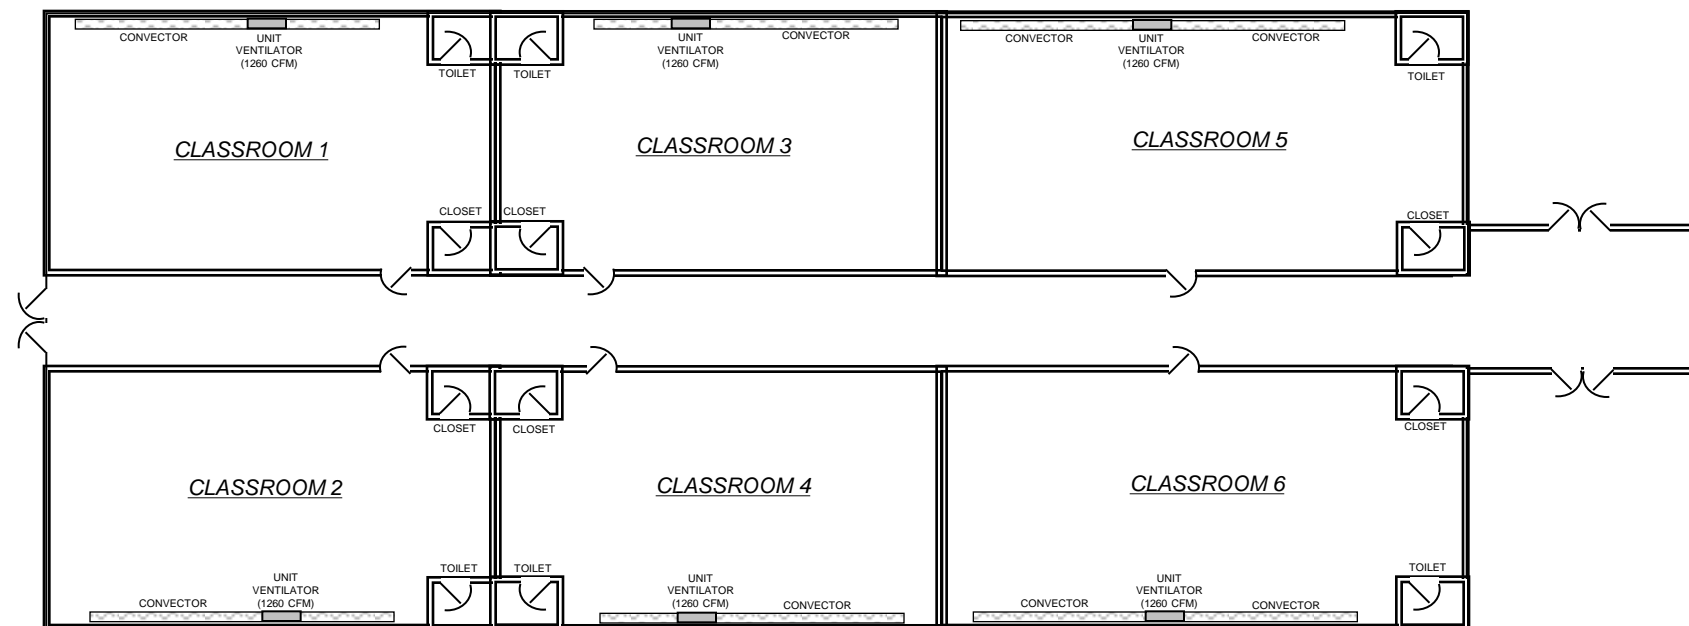 CONVECTOR
UNIT
VENTILATOR
(1260 CFM)
TOILET
TOILET
UNIT
VENTILATOR
(1260 CFM)
CONVECTOR
CONVECTOR
UNIT
VENTILATOR
(1260 CFM)
CONVECTOR
TOILET
CLASSROOM 1
CLASSROOM 3
CLASSROOM 5
CLOSET
CLOSET
CLOSET
CLOSET
CLOSET
CLOSET
CLASSROOM 2
CLASSROOM 4
CLASSROOM 6
CONVECTOR
UNIT
VENTILATOR
(1260 CFM)
TOILET
TOILET
UNIT
VENTILATOR
(1260 CFM)
CONVECTOR
CONVECTOR
UNIT
VENTILATOR
(1260 CFM)
CONVECTOR
TOILET